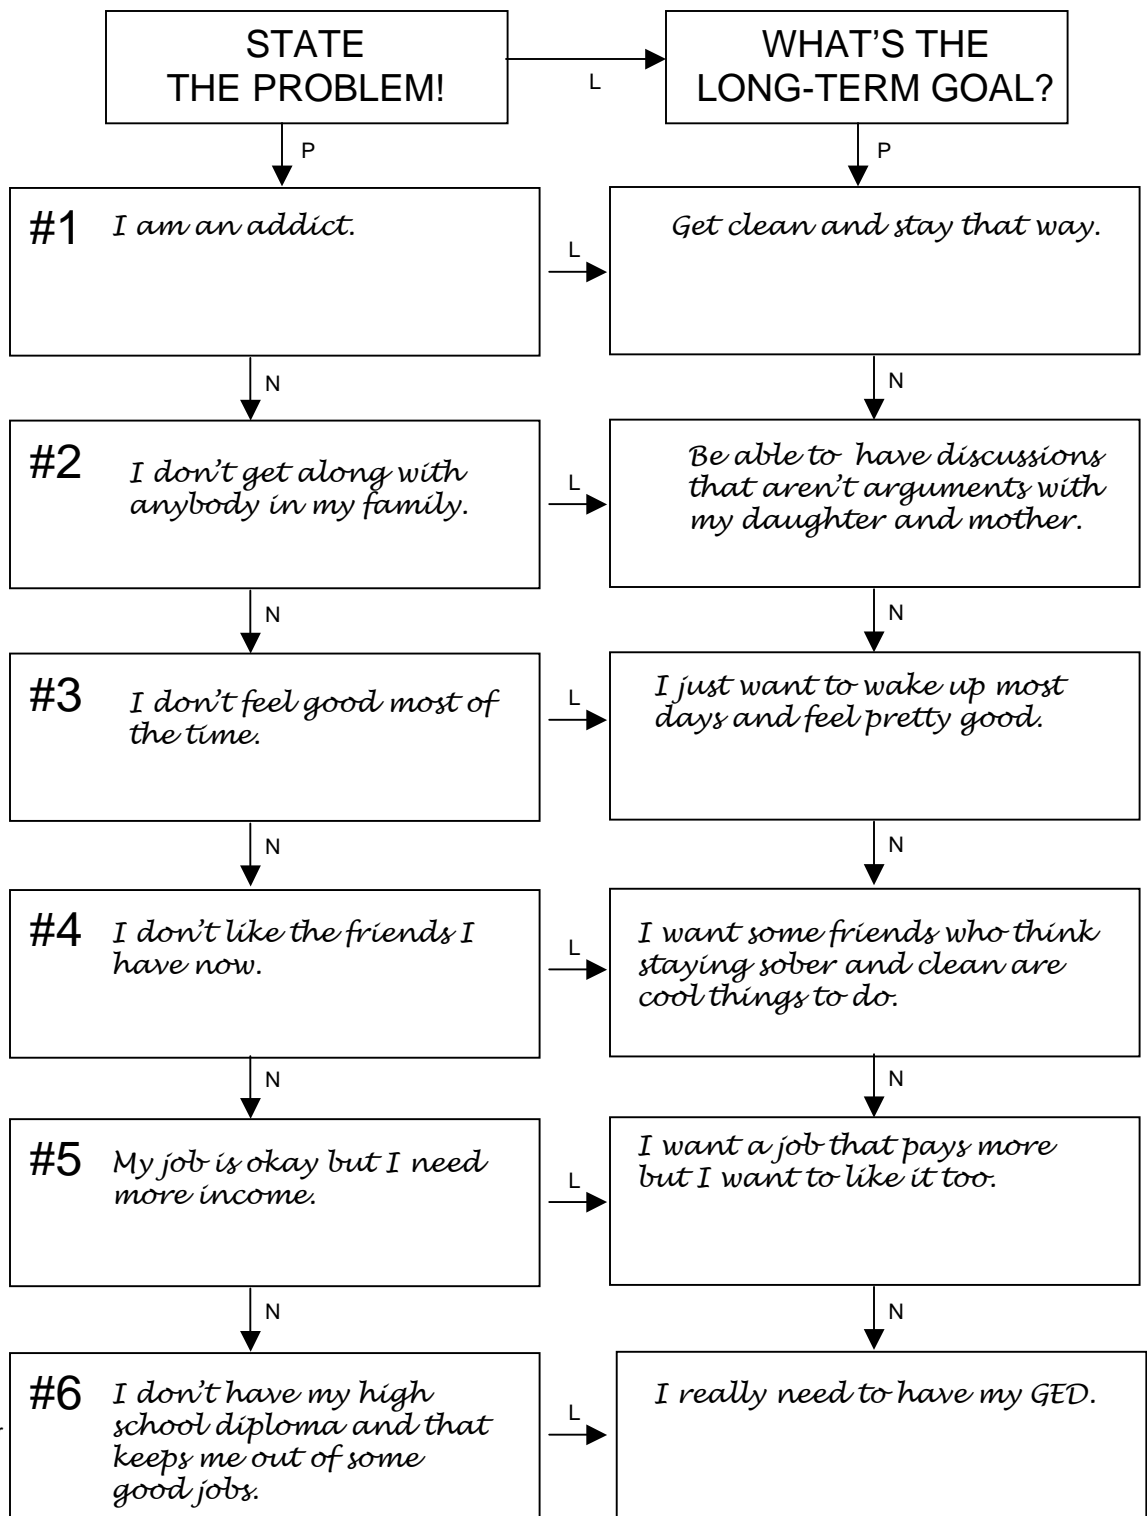 STATE
THE PROBLEM!
L
WHAT'S THE
LONG-TERM GOAL?
P
P
#1 I am an addict.
L
Get clean and stay that way.
N
N
#2 I don't get along with
anybody in my family.
L
Be able to have discussions
that aren't arguments with
my daughter and mother.
N
N
#3 I don't feel good most of
the time.
L
I just want to wake up most
days and feel pretty good.
N
N
#4 I don't like the friends I
have now.
L
I want some friends who think
staying sober and clean are
cool things to do.
N
N
#5 My job is okay but I need
more income.
L
I want a job that pays more
but I want to like it too.
N
N
#6 I don't have my high
school diploma and that
keeps me out of some
good jobs.
L
I really need to have my GED.